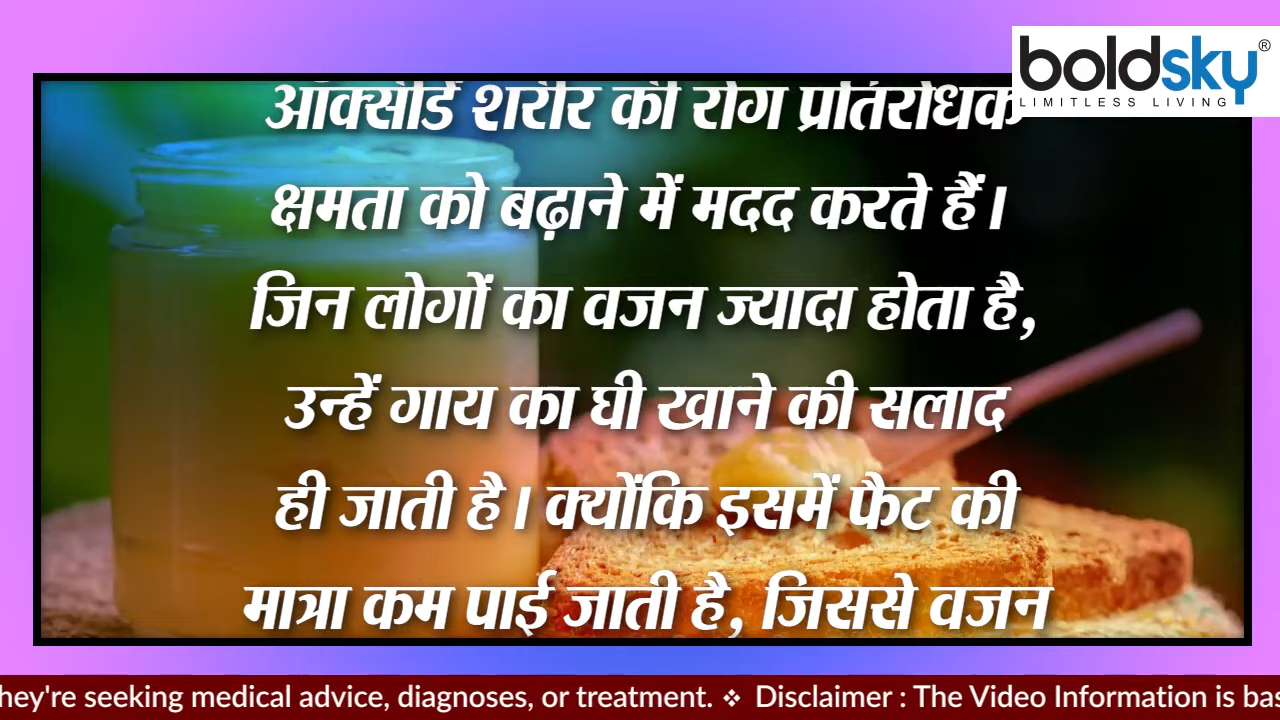 boldsky®
LIMITLESS LIVING
ऑक्सीडेंट शरीर की रोग प्रतिरोधक
क्षमता को बढ़ाने में मदद करते हैं।
जिन लोगों का वजन ज्यादा होता है,
उन्हें गाय का घी खाने की सलाद
ही जाती है। क्योंकि इसमें फैट की
मात्रा कम पाई जाती है, जिससे वजन
hey're seeking medical advice, diagnoses, or treatment. ❖ Disclaimer : The Video Information is bas